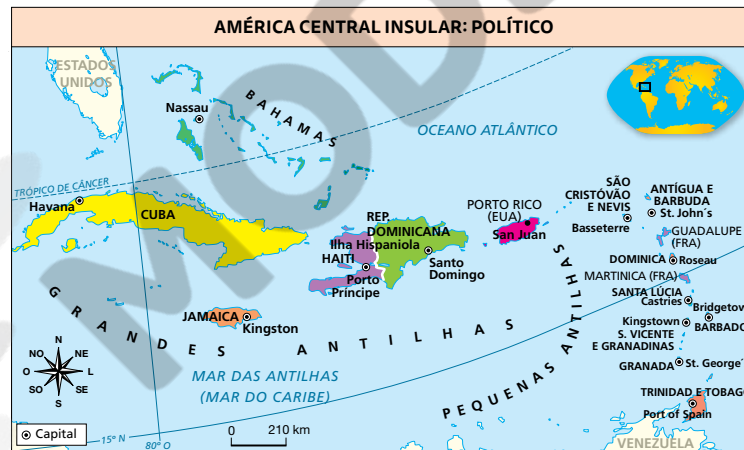 AMÉRICA CENTRAL INSULAR: POLÍTICO
ESTADOS
UNIDOS
Nassau
BAHAMAS
OCEANO ATLÂNTICO
TRÓPICO DE CÂNCER
Havana
CUBA
REP.
DOMINICANA
Ilha Hispaniola
HAITI
Porto
Príncipe
Santo
Domingo
PORTO RICO
(EUA)
San Juan
SÃO
CRISTÓVÃO
E NEVIS
Basseterre
ANTÍGUA E
BARBUDA
St. John´s
GUADALUPE
(FRA)
DOMINICA
Roseau
MARTINICA (FRA)
SANTA LÚCIA
Castries
Bridgetow
BARBADO
Kingstown
S. VICENTE
E GRANADINAS
GRANADA
St. George´
TRINIDAD E TOBAGO
Port of Spain
VENEZUELA
JAMAICA
Kingston
GRANDES ANTILHAS
PEQUENAS ANTILHAS
MAR DAS ANTILHAS
(MAR DO CARIBE)
N
NO NE
O L
SO SE
S
Capital
15° N
80° O
0 210 km
MOD